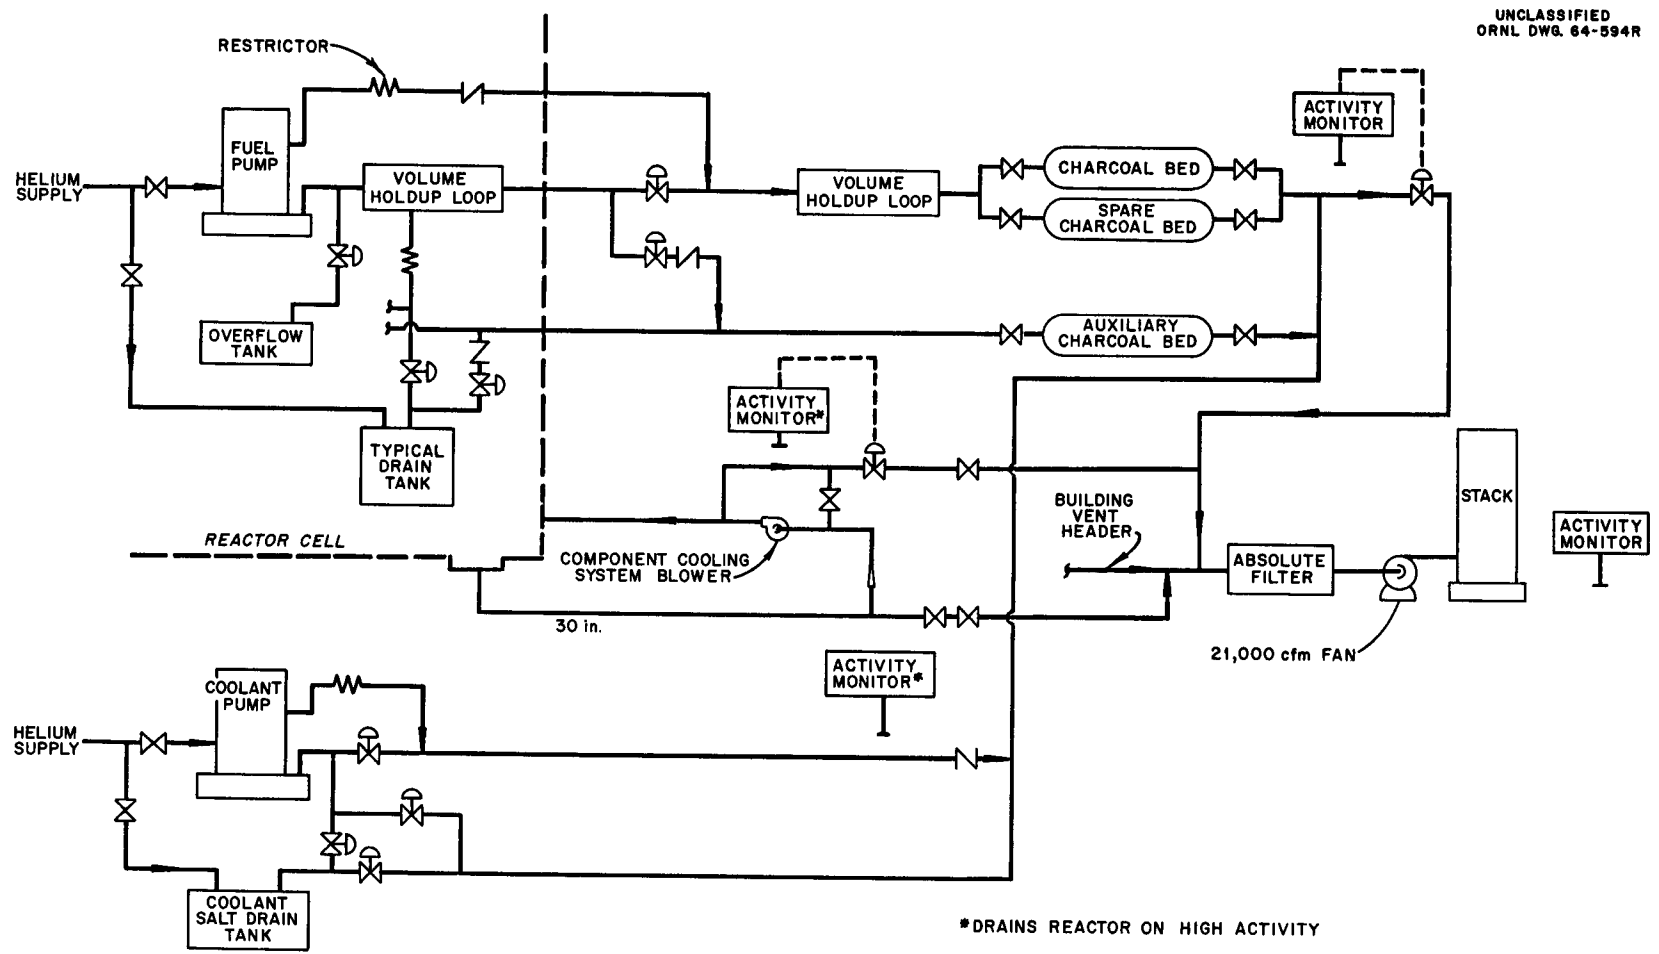 UNCLASSIFIED
ORNL DWG. 64-594R
RESTRICTOR
ACTIVITY
MONITOR
FUEL
PUMP
HELIUM
SUPPLY
VOLUME
HOLDUP LOOP
VOLUME
HOLDUP LOOP
CHARCOAL BED
SPARE
CHARCOAL BED
OVERFLOW
TANK
AUXILIARY
CHARCOAL BED
ACTIVITY
MONITOR*
TYPICAL
DRAIN
TANK
STACK
BUILDING
VENT
HEADER
ACTIVITY
MONITOR
REACTOR CELL
COMPONENT COOLING
SYSTEM BLOWER
ABSOLUTE
FILTER
30 in.
21,000 cfm FAN
ACTIVITY
MONITOR*
COOLANT
PUMP
HELIUM
SUPPLY
COOLANT
SALT DRAIN
TANK
*DRAINS REACTOR ON HIGH ACTIVITY